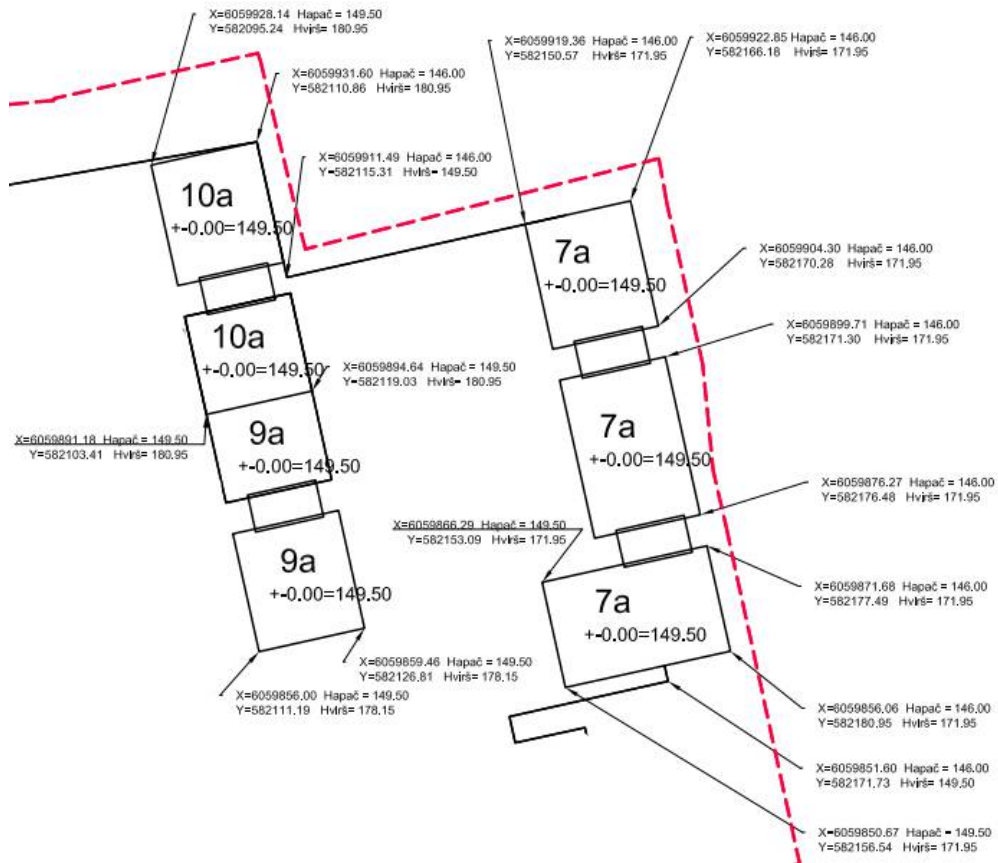 X=6059928.14 Hapač = 149.50
Y=582095.24 Hvirš= 180.95
X=6059931.60 Hapač = 146.00
Y=582110.86 Hvirš= 180.95
X=6059911.49 Hapač = 146.00
Y=582115.31 Hvirš= 149.50
X=6059919.36 Hapač = 146.00
Y=582150.57 Hvirš= 171.95
X=6059922.85 Hapač = 146.00
Y=582166.18 Hvirš= 171.95
10a
+-0.00=149.50
7a
+-0.00=149.50
X=6059904.30 Hapač = 146.00
Y=582170.28 Hvirš= 171.95
10a
+-0.00=149.50
X=6059899.71 Hapač = 146.00
Y=582171.30 Hvirš= 171.95
X=6059894.64 Hapač = 149.50
Y=582119.03 Hvirš= 180.95
X=6059891.18 Hapač = 149.50
Y=582103.41 Hvirš= 180.95
9a
+-0.00=149.50
7a
+-0.00=149.50
X=6059876.27 Hapač = 146.00
Y=582176.48 Hvirš= 171.95
X=6059866.29 Hapač = 149.50
Y=582153.09 Hvirš= 171.95
9a
+-0.00=149.50
7a
+-0.00=149.50
X=6059871.68 Hapač = 146.00
Y=582177.49 Hvirš= 171.95
X=6059859.46 Hapač = 149.50
Y=582126.81 Hvirš= 178.15
X=6059856.00 Hapač = 149.50
Y=582111.19 Hvirš= 178.15
X=6059856.06 Hapač = 146.00
Y=582180.95 Hvirš= 171.95
X=6059851.60 Hapač = 146.00
Y=582171.73 Hvirš= 149.50
X=6059850.67 Hapač = 149.50
Y=582156.54 Hvirš= 171.95